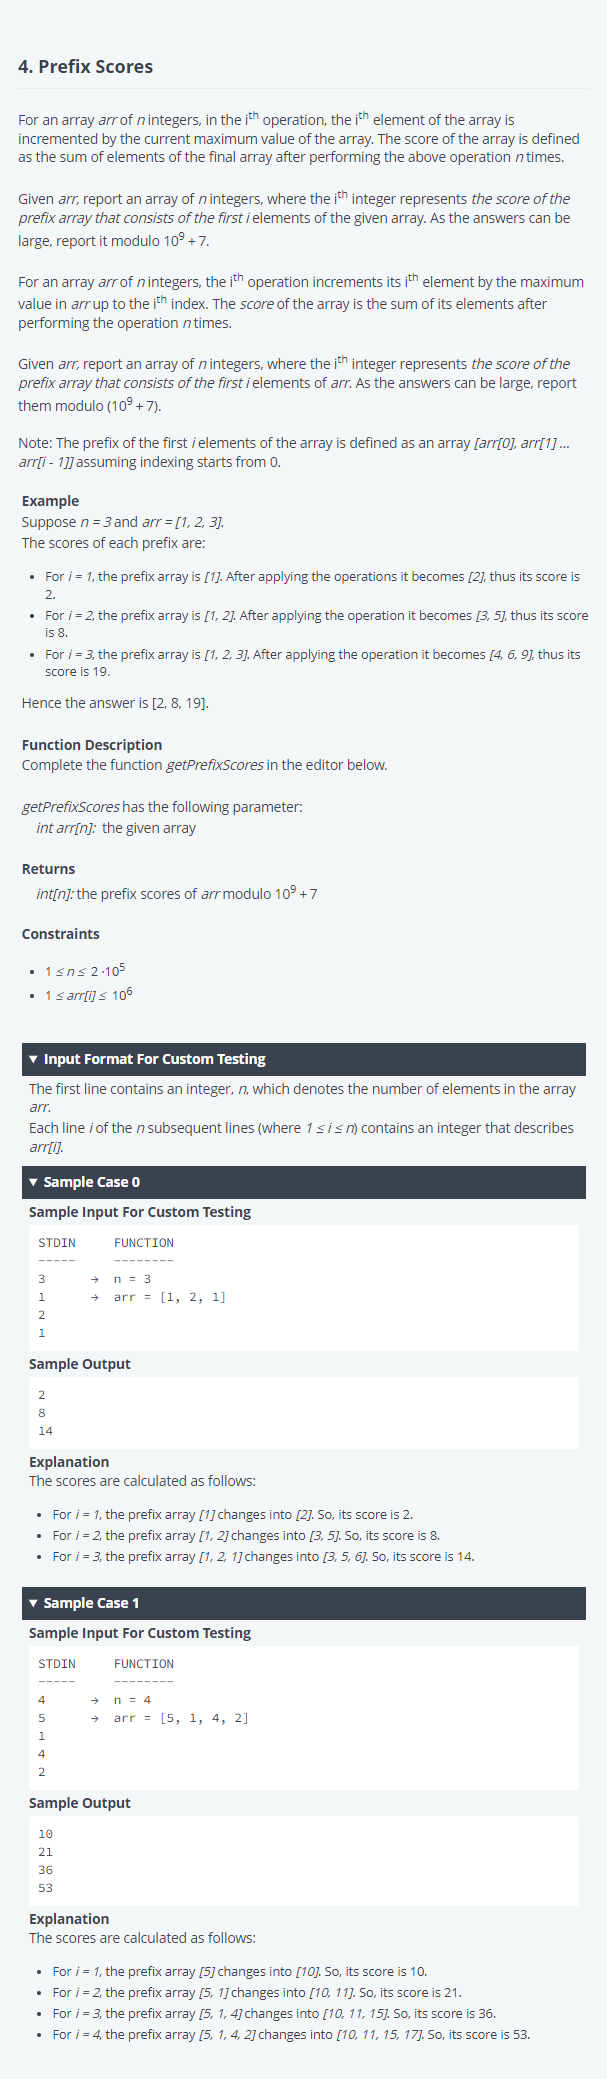 4. Prefix Scores
For an array arr of n integers, in the ith operation, the ith element of the array is
incremented by the current maximum value of the array. The score of the array is defined
as the sum of elements of the final array after performing the above operation n times.
Given arr, report an array of n integers, where the ith integer represents the score of the
prefix array that consists of the first i elements of the given array. As the answers can be
large, report it modulo 10^9 + 7.
For an array arr of n integers, the ith operation increments its ith element by the maximum
value in arr up to the ith index. The score of the array is the sum of its elements after
performing the operation n times.
Given arr, report an array of n integers, where the ith integer represents the score of the
prefix array that consists of the first i elements of arr. As the answers can be large, report
them modulo (10^9 + 7).
Note: The prefix of the first i elements of the array is defined as an array [arr[0], arr[1] ...
arr[i - 1]] assuming indexing starts from 0.
Example
Suppose n = 3 and arr = [1, 2, 3].
The scores of each prefix are:
• For i = 1, the prefix array is [1]. After applying the operations it becomes [2], thus its score is
2.
• For i = 2, the prefix array is [1, 2]. After applying the operation it becomes [3, 5], thus its score
is 8.
• For i = 3, the prefix array is [1, 2, 3]. After applying the operation it becomes [4, 6, 9], thus its
score is 19.
Hence the answer is [2, 8, 19].
Function Description
Complete the function getPrefixScores in the editor below.
getPrefixScores has the following parameter:
int arr[n]: the given array
Returns
int[n]: the prefix scores of arr modulo 10^9 + 7
Constraints
• 1 ≤ n ≤ 2·10^5
• 1 ≤ arr[i] ≤ 10^6
▼ Input Format For Custom Testing
The first line contains an integer, n, which denotes the number of elements in the array
arr.
Each line i of the n subsequent lines (where 1 ≤ i ≤ n) contains an integer that describes
arr[i].
▼ Sample Case 0
Sample Input For Custom Testing
STDIN FUNCTION
----- --------
3 → n = 3
1 → arr = [1, 2, 1]
2
1
Sample Output
2
8
14
Explanation
The scores are calculated as follows:
• For i = 1, the prefix array [1] changes into [2]. So, its score is 2.
• For i = 2, the prefix array [1, 2] changes into [3, 5]. So, its score is 8.
• For i = 3, the prefix array [1, 2, 1] changes into [3, 5, 6]. So, its score is 14.
▼ Sample Case 1
Sample Input For Custom Testing
STDIN FUNCTION
----- --------
4 → n = 4
5 → arr = [5, 1, 4, 2]
1
4
2
Sample Output
10
21
36
53
Explanation
The scores are calculated as follows:
• For i = 1, the prefix array [5] changes into [10]. So, its score is 10.
• For i = 2, the prefix array [5, 1] changes into [10, 11]. So, its score is 21.
• For i = 3, the prefix array [5, 1, 4] changes into [10, 11, 15]. So, its score is 36.
• For i = 4, the prefix array [5, 1, 4, 2] changes into [10, 11, 15, 17]. So, its score is 53.